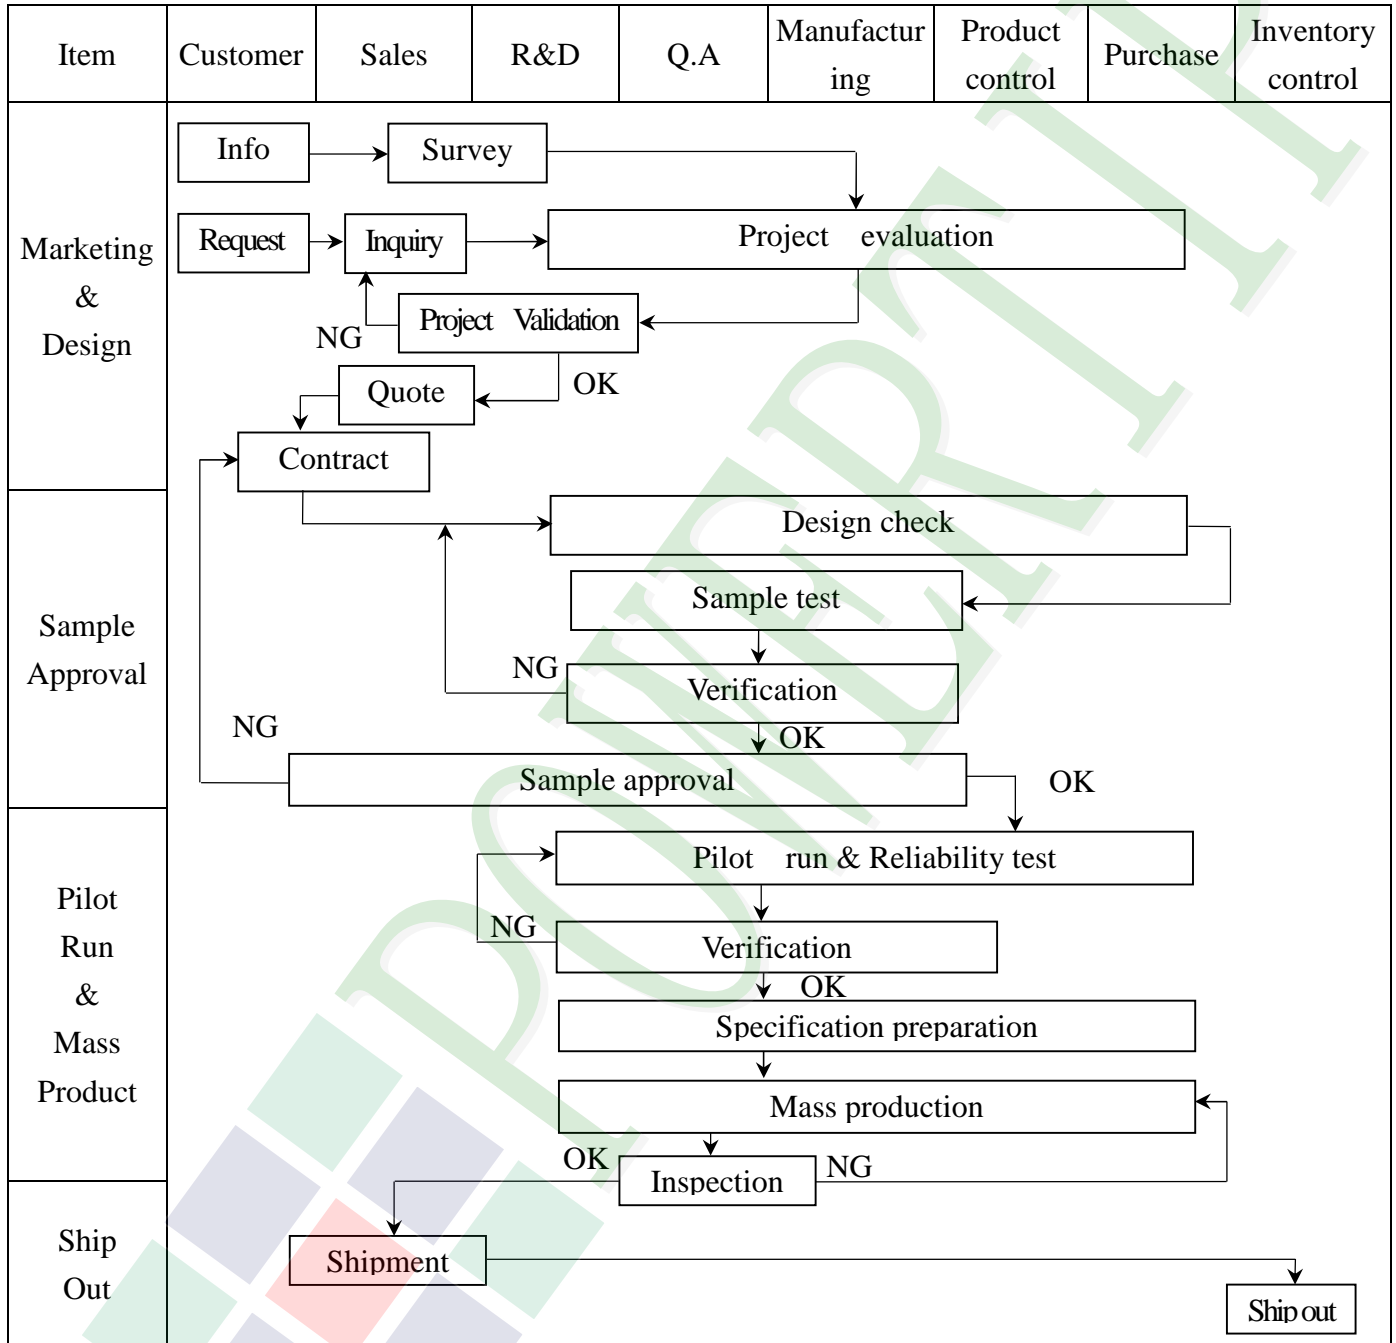 Item Customer Sales R&D Q.A Manufactur Product Purchase Inventory
ing control control
Info Survey
Marketing
&
Design
Request Inquiry Project evaluation
NG Project Validation
Quote OK
Contract
Sample
Approval
Design check
Sample test
NG Verification
NG OK
Sample approval OK
Pilot
Run
&
Mass
Product
Pilot run & Reliability test
NG Verification
OK
Specification preparation
Mass production
OK Inspection NG
Ship
Out
Shipment
Ship out
POWERTIP